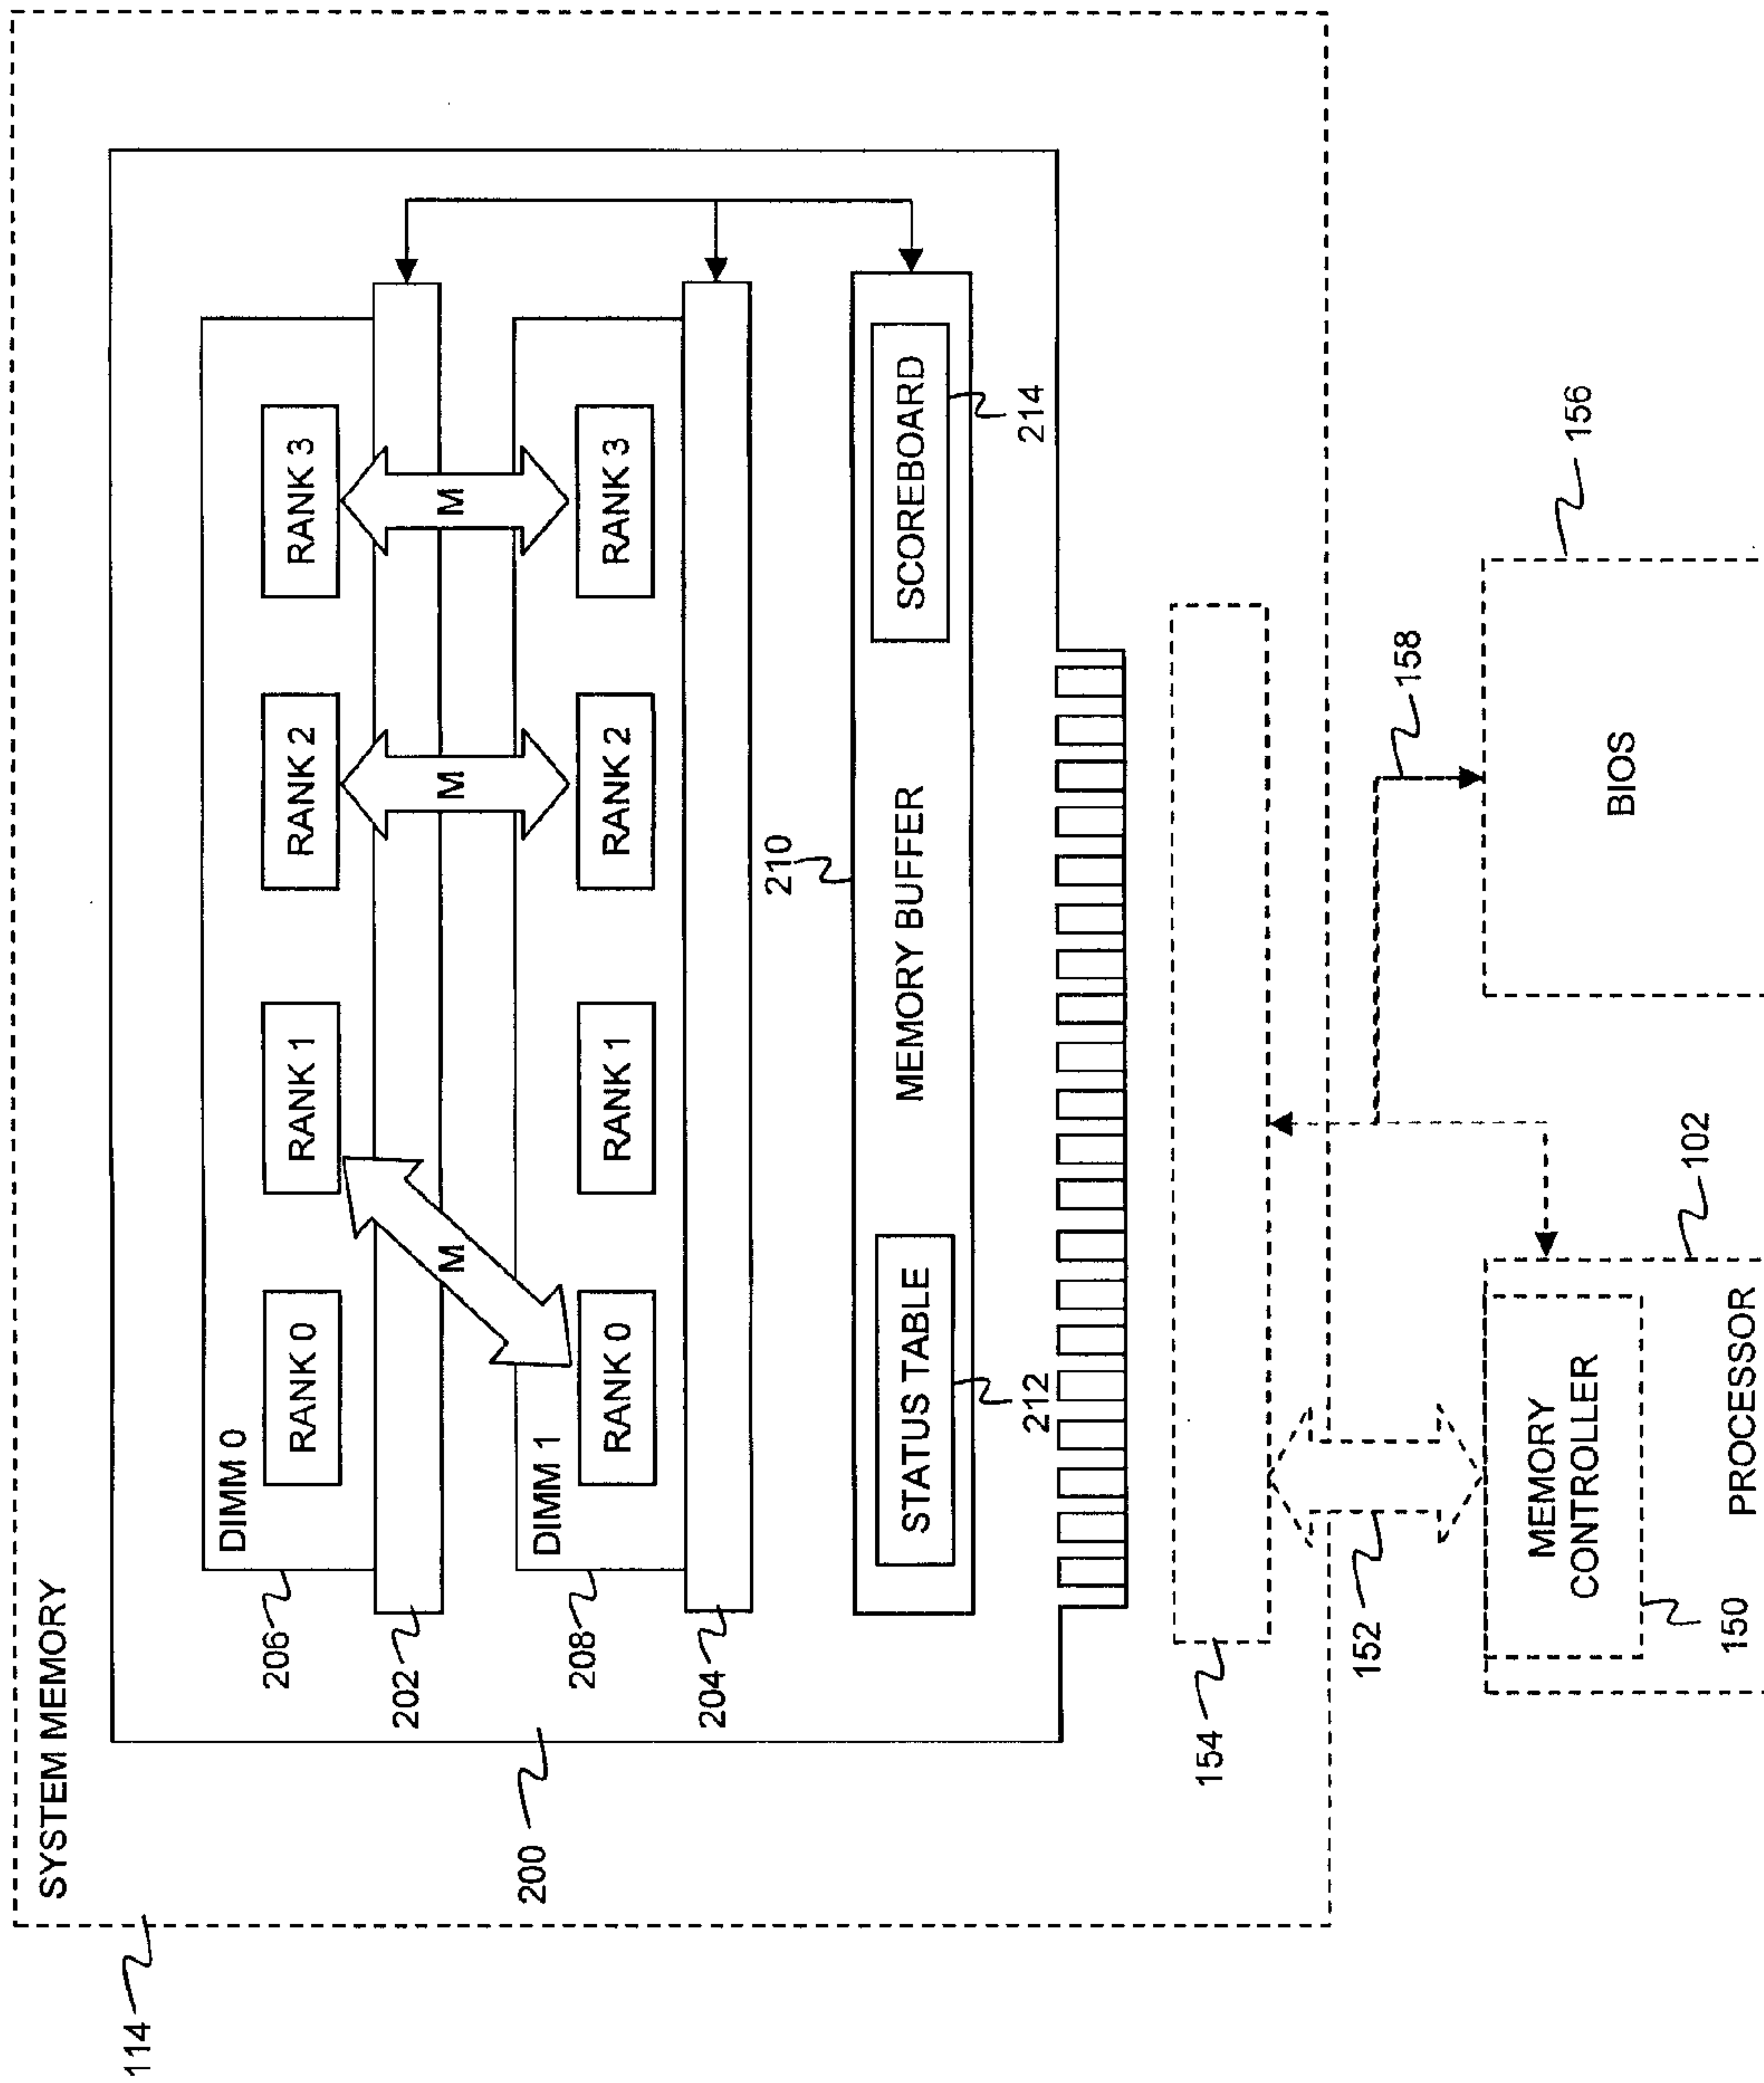 SYSTEM MEMORY
114
200
DIMM 0
206
RANK 0
RANK 1
RANK 2
RANK 3
202
M
M
M
DIMM 1
208
RANK 0
RANK 1
RANK 2
RANK 3
204
210
STATUS TABLE
MEMORY BUFFER
SCOREBOARD
212
214
154
152
158
156
MEMORY
CONTROLLER
150
PROCESSOR
102
BIOS